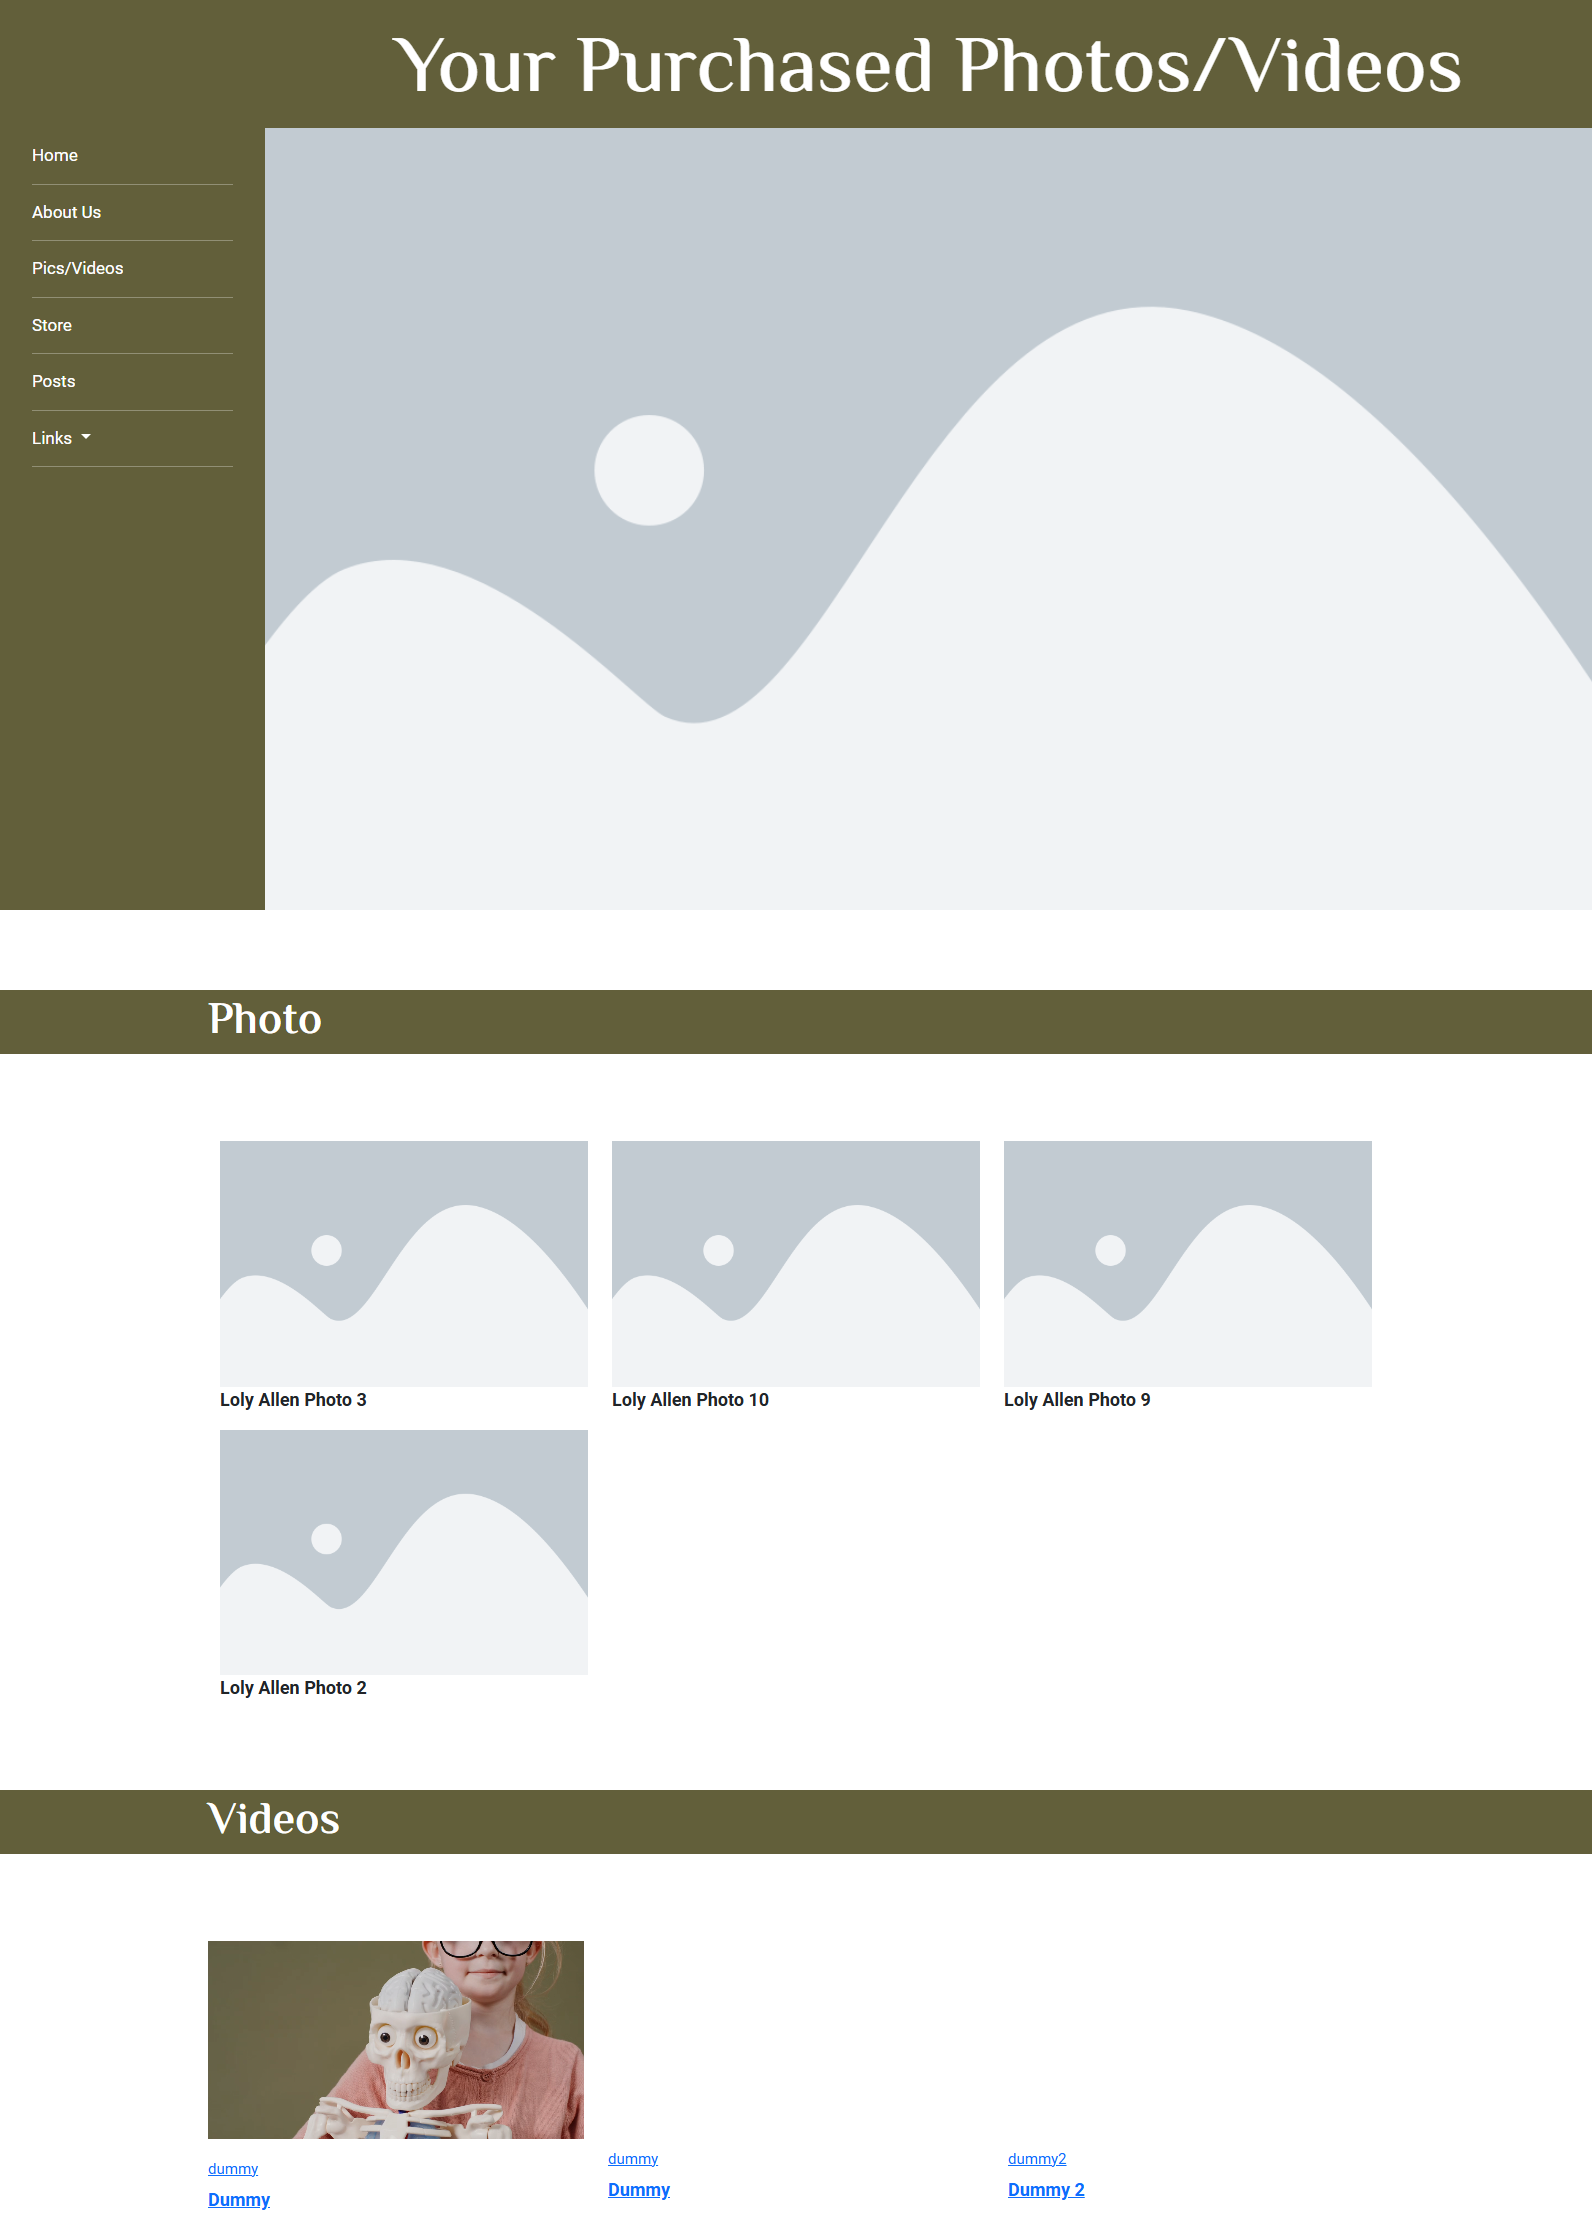 Your Purchased Photos/Videos
Home
About Us
Pics/Videos
Store
Posts
Links
Photo
Loly Allen Photo 3
Loly Allen Photo 10
Loly Allen Photo 9
Loly Allen Photo 2
Videos
dummy
Dummy
dummy
Dummy
dummy2
Dummy 2